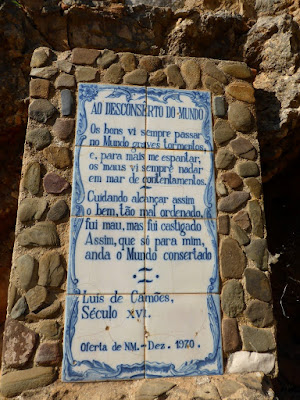 AO DESCONSERTO DO MUNDO
Os bons vi sempre passar
no Mundo graves tormentos
e, para mais me espantar,
os maus vi sempre nadar
em mar de contentamentos.
Cuidando alcançar assim
o bem, tão mal ordenado,
fui mau, mas fui castigado
Assim, que só para mim,
anda o Mundo consertado
Luis de Camões,
Século XVI.
Oferta de NM - Dez. 1970.